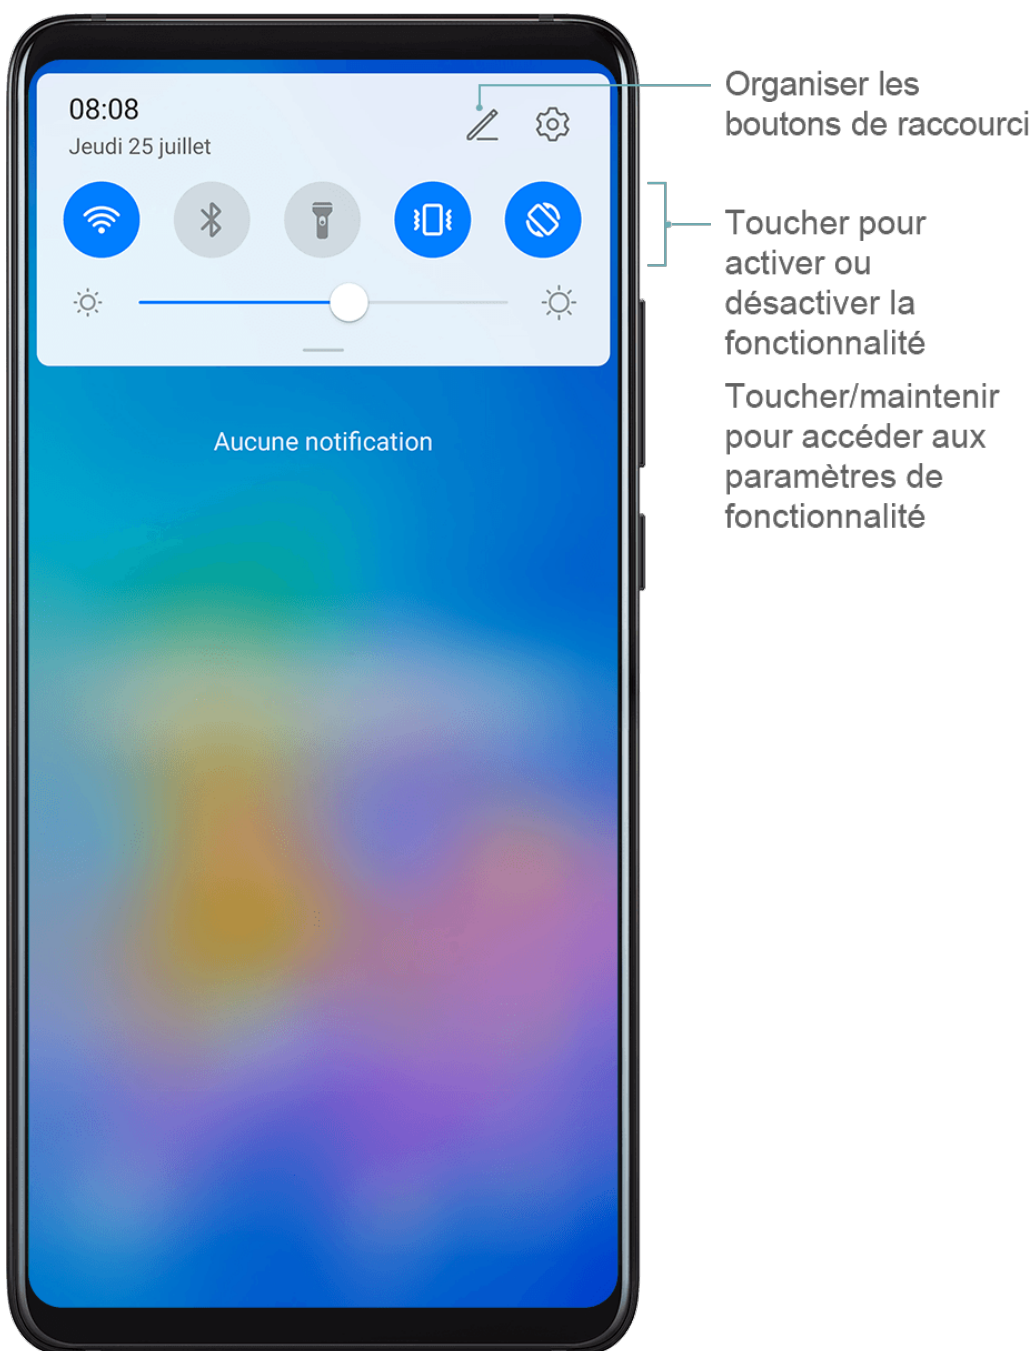 08:08
Jeudi 25 juillet
Aucune notification
Organiser les
boutons de raccourci
Toucher pour
activer ou
désactiver la
fonctionnalité
Toucher/maintenir
pour accéder aux
paramètres de
fonctionnalité